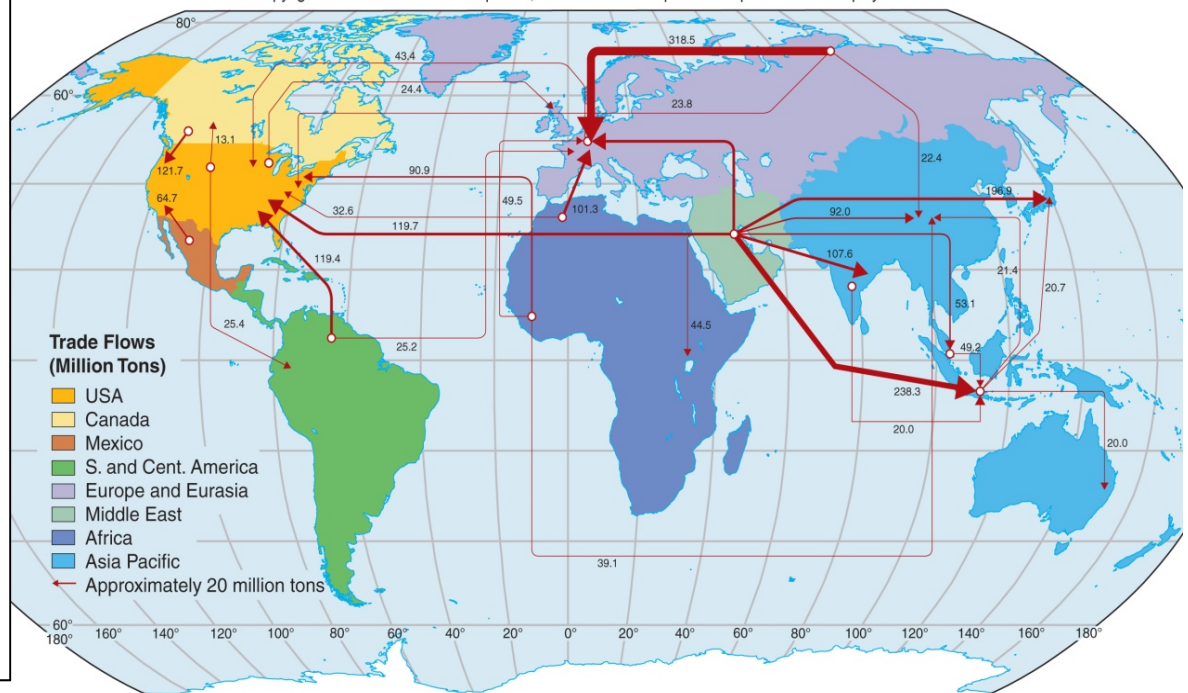 80°
318.5
43.4
60°
24.4
23.8
13.1
22.4
121.7
90.9
196.9
64.7
49.5
101.3
32.6
92.0
119.7
107.6
119.4
21.4
20.7
53.1
25.4
44.5
25.2
49.2
238.3
20.0
20.0
39.1
Trade Flows
(Million Tons)
USA
Canada
Mexico
S. and Cent. America
Europe and Eurasia
Middle East
Africa
Asia Pacific
Approximately 20 million tons
60°
180° 160° 140° 120° 100° 80° 60° 40° 20° 0° 20° 40° 60° 80° 100° 120° 140° 160° 180°